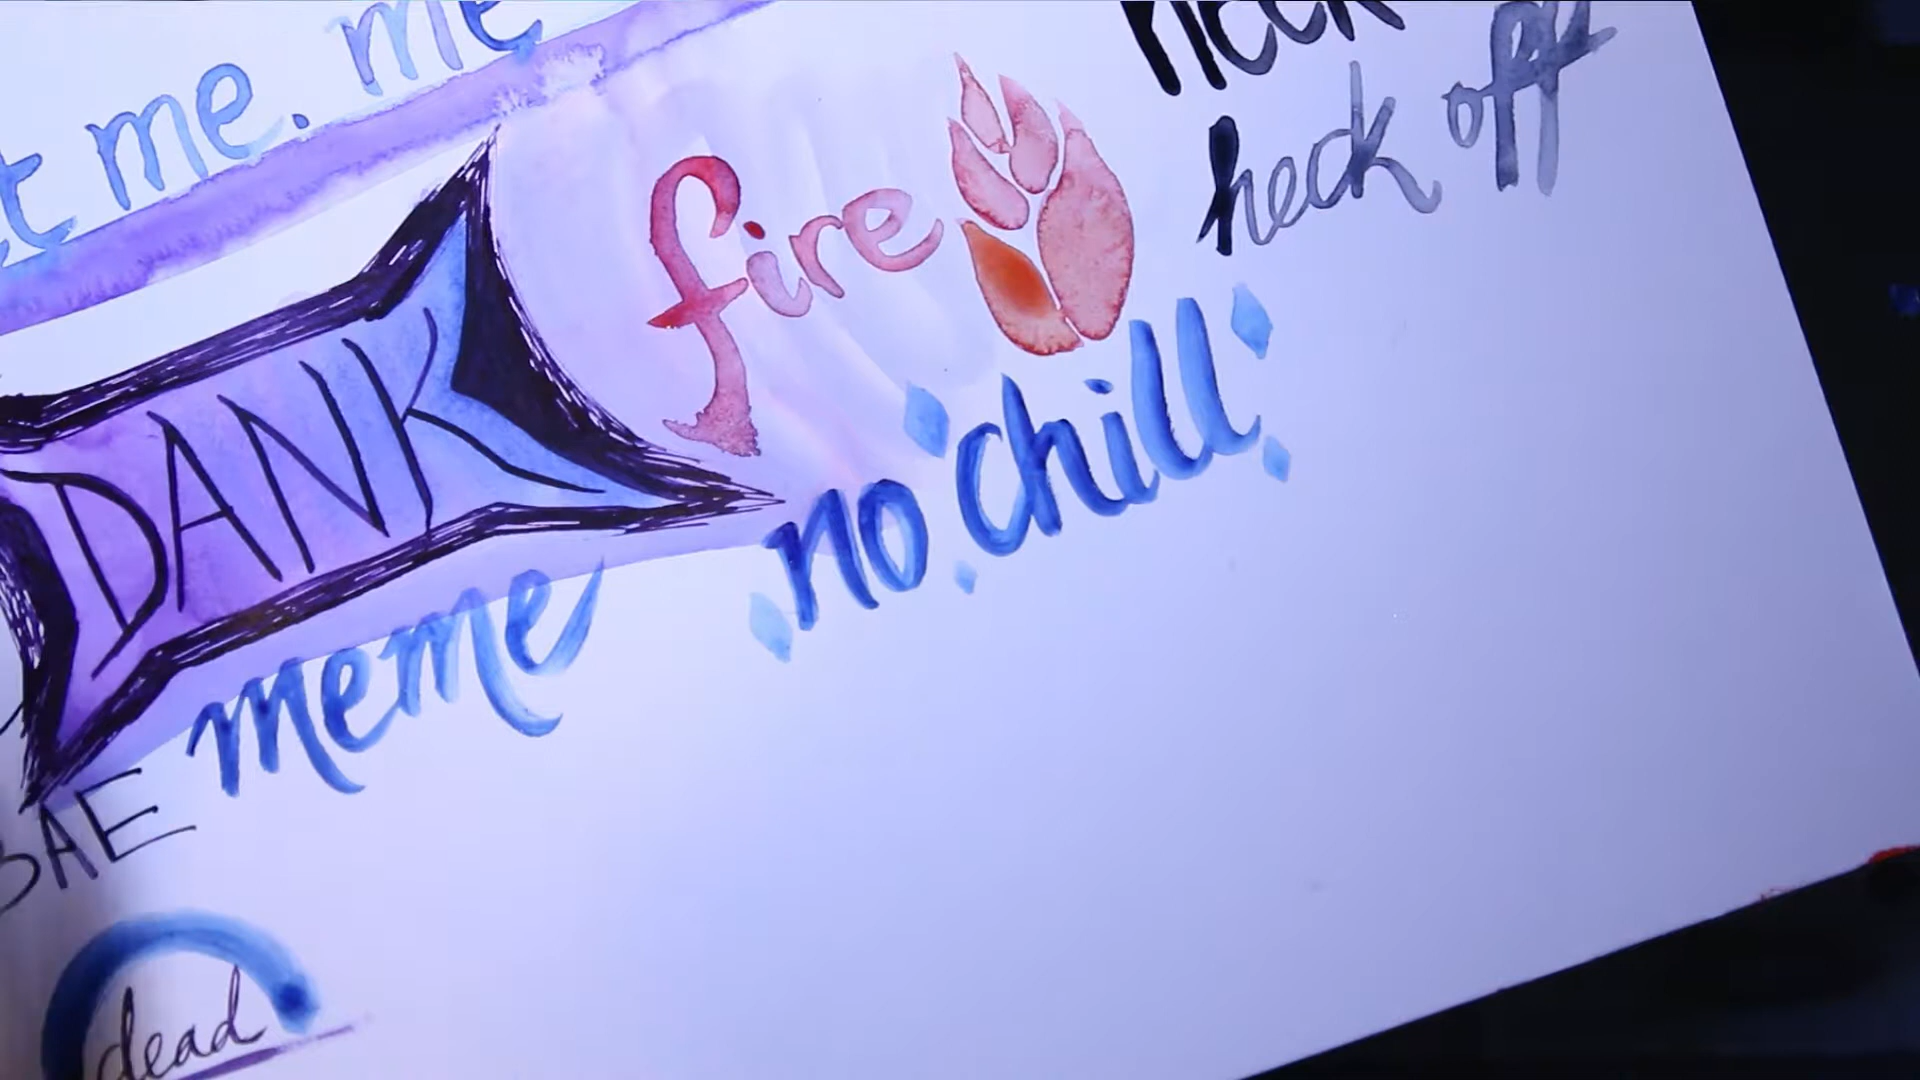 me. me
heck
heck off
fire
DANK
no chill
meme
BAE
dead